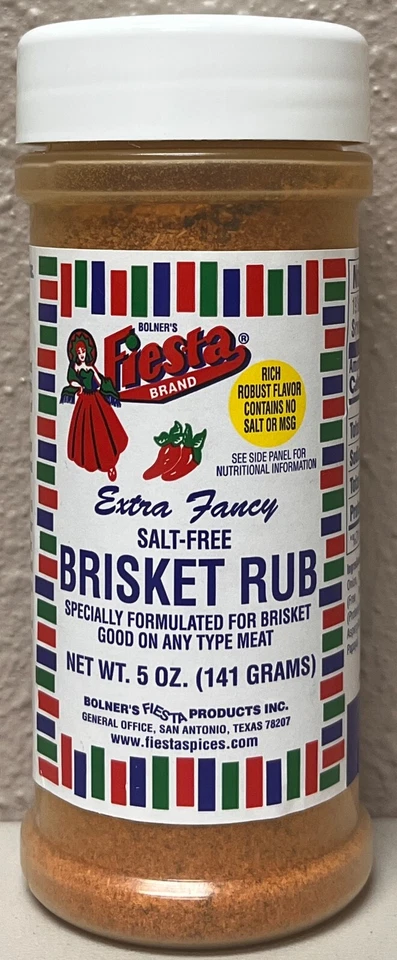 BOLNER'S
Fiesta®
BRAND
RICH
ROBUST FLAVOR
CONTAINS NO
SALT OR MSG
SEE SIDE PANEL FOR
NUTRITIONAL INFORMATION
Extra Fancy
SALT-FREE
BRISKET RUB
SPECIALLY FORMULATED FOR BRISKET
GOOD ON ANY TYPE MEAT
NET WT. 5 OZ. (141 GRAMS)
BOLNER'S FIESTA PRODUCTS INC.
GENERAL OFFICE, SAN ANTONIO, TEXAS 78207
www.fiestaspices.com